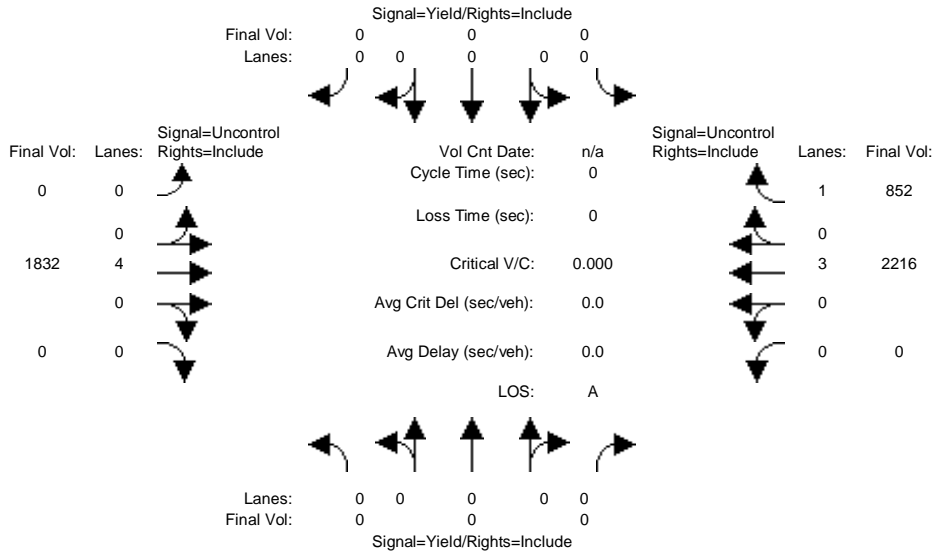 Signal=Yield/Rights=Include
Final Vol: 0 0 0
Lanes: 0 0 0 0 0
Signal=Uncontrol Signal=Uncontrol
Final Vol: Lanes: Rights=Include Vol Cnt Date: n/a Rights=Include Lanes: Final Vol:
Cycle Time (sec): 0
0 0 1 852
Loss Time (sec): 0
0 0
1832 4 Critical V/C: 0.000 3 2216
0 Avg Crit Del (sec/veh): 0.0 0
0 0 Avg Delay (sec/veh): 0.0 0 0
LOS: A
Lanes: 0 0 0 0 0
Final Vol: 0 0 0
Signal=Yield/Rights=Include